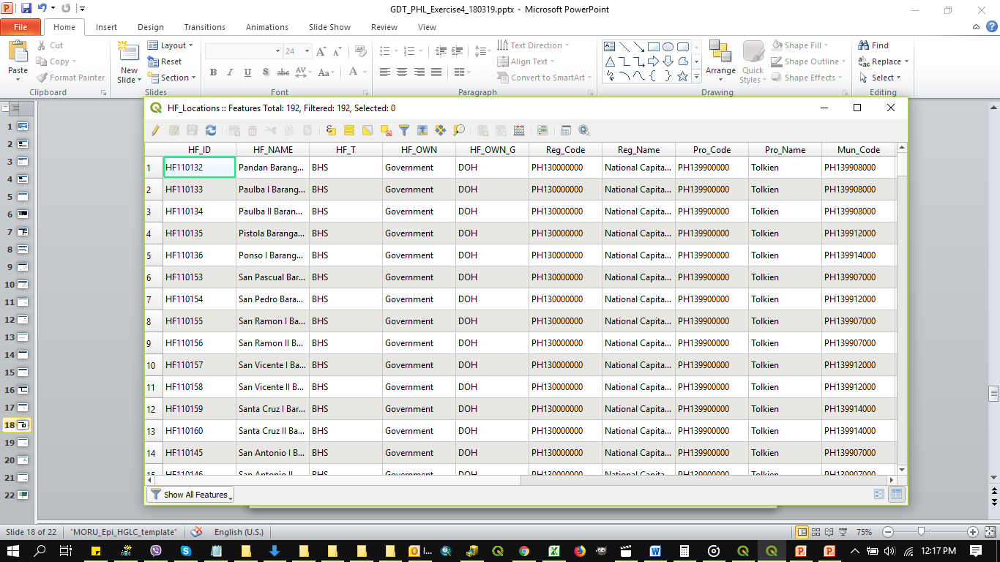 GDT_PHL_Exercise4_180319.pptx - Microsoft PowerPoint
File Home Insert Design Transitions Animations Slide Show Review View
Paste Cut Copy Format Painter Clipboard
New Slide Layout Reset Section Slides
24 B I U S abc AV Aa A Font
Text Direction Align Text Convert to SmartArt Paragraph
Arrange Quick Styles Shape Fill Shape Outline Shape Effects Drawing
Find Replace Select Editing
HF_Locations :: Features Total: 192, Filtered: 192, Selected: 0
HF_ID HF_NAME HF_T HF_OWN HF_OWN_G Reg_Code Reg_Name Pro_Code Pro_Name Mun_Code
1 HF110132 Pandan Barang... BHS Government DOH PH130000000 National Capita... PH139900000 Tolkien PH139908000
2 HF110133 Paulba I Barang... BHS Government DOH PH130000000 National Capita... PH139900000 Tolkien PH139908000
3 HF110134 Paulba II Baran... BHS Government DOH PH130000000 National Capita... PH139900000 Tolkien PH139908000
4 HF110135 Pistola Baranga... BHS Government DOH PH130000000 National Capita... PH139900000 Tolkien PH139912000
5 HF110136 Ponso I Barang... BHS Government DOH PH130000000 National Capita... PH139900000 Tolkien PH139914000
6 HF110153 San Pascual Bar... BHS Government DOH PH130000000 National Capita... PH139900000 Tolkien PH139907000
7 HF110154 San Pedro Bara... BHS Government DOH PH130000000 National Capita... PH139900000 Tolkien PH139912000
8 HF110155 San Ramon I Ba... BHS Government DOH PH130000000 National Capita... PH139900000 Tolkien PH139907000
9 HF110156 San Ramon II B... BHS Government DOH PH130000000 National Capita... PH139900000 Tolkien PH139907000
10 HF110157 San Vicente I Ba... BHS Government DOH PH130000000 National Capita... PH139900000 Tolkien PH139912000
11 HF110158 San Vicente II B... BHS Government DOH PH130000000 National Capita... PH139900000 Tolkien PH139912000
12 HF110159 Santa Cruz I Bar... BHS Government DOH PH130000000 National Capita... PH139900000 Tolkien PH139914000
13 HF110160 Santa Cruz II Ba... BHS Government DOH PH130000000 National Capita... PH139900000 Tolkien PH139914000
14 HF110145 San Antonio I B... BHS Government DOH PH130000000 National Capita... PH139900000 Tolkien PH139907000
15 HF110146 San Antonio II ... BHS Government DOH PH130000000 National Capita... PH139900000 Tolkien PH139907000
Show All Features
1
2
3
4
5
6
7
8
9
10
11
12
13
14
15
16
17
18
19
20
21
22
Slide 18 of 22 "MORU_Epi_HGLC_template" English (U.S.) 75%
I... 12:17 PM